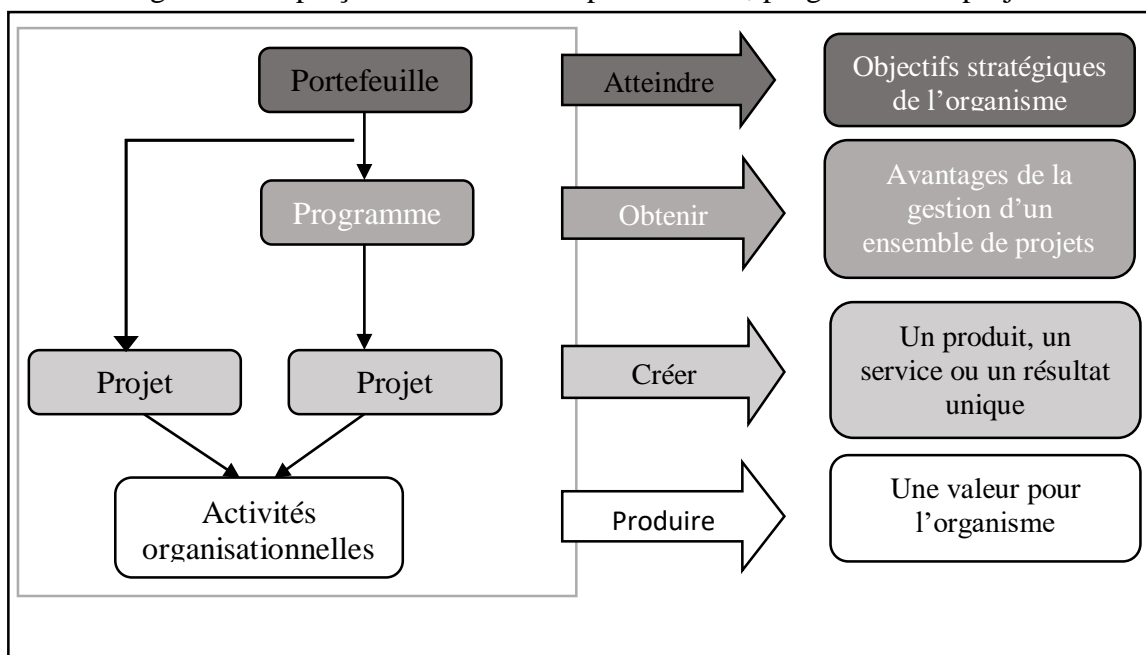 Portefeuille
Atteindre
Objectifs stratégiques
de l’organisme
Programme
Obtenir
Avantages de la
gestion d’un
ensemble de projets
Projet
Projet
Créer
Un produit, un
service ou un résultat
unique
Activités
organisationnelles
Produire
Une valeur pour
l’organisme